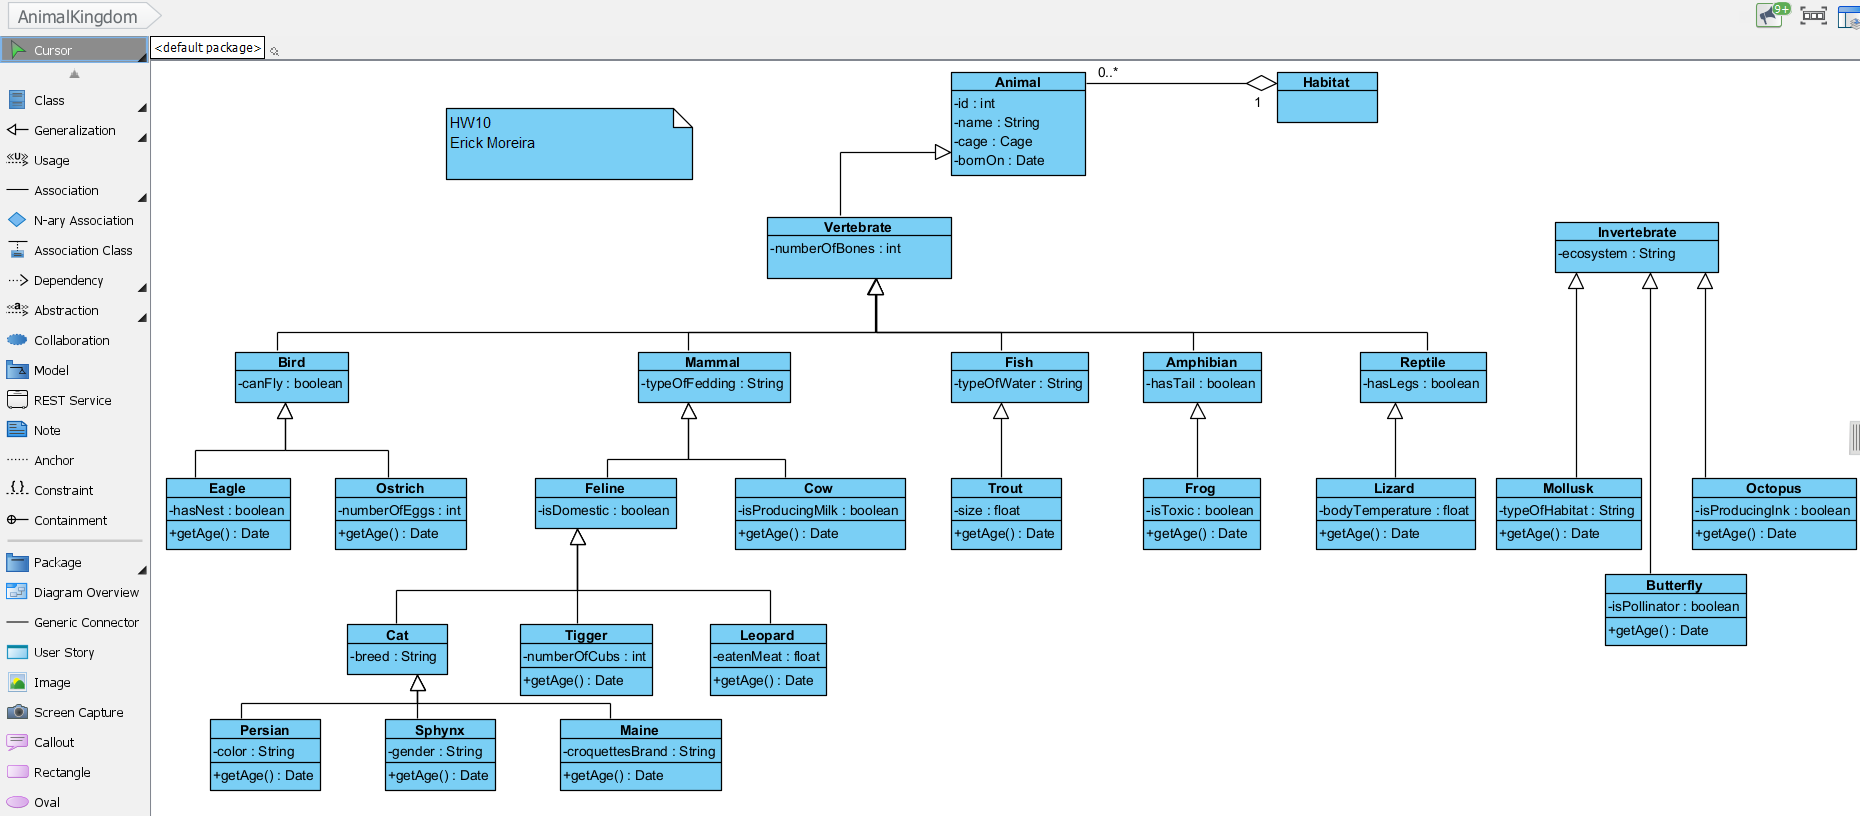 AnimalKingdom
9+
Cursor
<default package>
Class
Generalization
Usage
Association
N-ary Association
Association Class
Dependency
Abstraction
Collaboration
Model
REST Service
Note
Anchor
Constraint
Containment
Package
Diagram Overview
Generic Connector
User Story
Image
Screen Capture
Callout
Rectangle
Oval
HW10
Erick Moreira
Animal
-id : int
-name : String
-cage : Cage
-bornOn : Date
0..*
1
Habitat
Vertebrate
-numberOfBones : int
Invertebrate
-ecosystem : String
Bird
-canFly : boolean
Mammal
-typeOfFedding : String
Fish
-typeOfWater : String
Amphibian
-hasTail : boolean
Reptile
-hasLegs : boolean
Eagle
-hasNest : boolean
+getAge() : Date
Ostrich
-numberOfEggs : int
+getAge() : Date
Feline
-isDomestic : boolean
Cow
-isProducingMilk : boolean
+getAge() : Date
Trout
-size : float
+getAge() : Date
Frog
-isToxic : boolean
+getAge() : Date
Lizard
-bodyTemperature : float
+getAge() : Date
Mollusk
-typeOfHabitat : String
+getAge() : Date
Octopus
-isProducingInk : boolean
+getAge() : Date
Butterfly
-isPollinator : boolean
+getAge() : Date
Cat
-breed : String
Tigger
-numberOfCubs : int
+getAge() : Date
Leopard
-eatenMeat : float
+getAge() : Date
Persian
-color : String
+getAge() : Date
Sphynx
-gender : String
+getAge() : Date
Maine
-croquettesBrand : String
+getAge() : Date